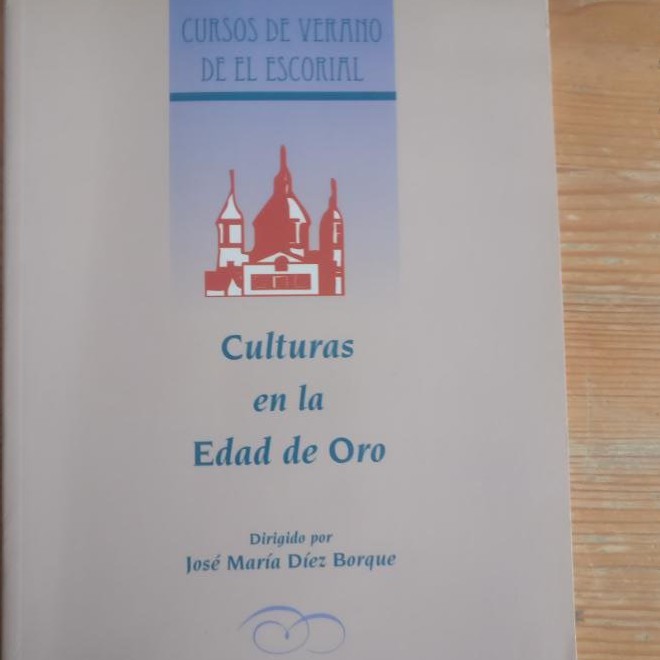 CURSOS DE VERANO
DE EL ESCORIAL
Culturas
en la
Edad de Oro
Dirigido por
José María Díez Borque